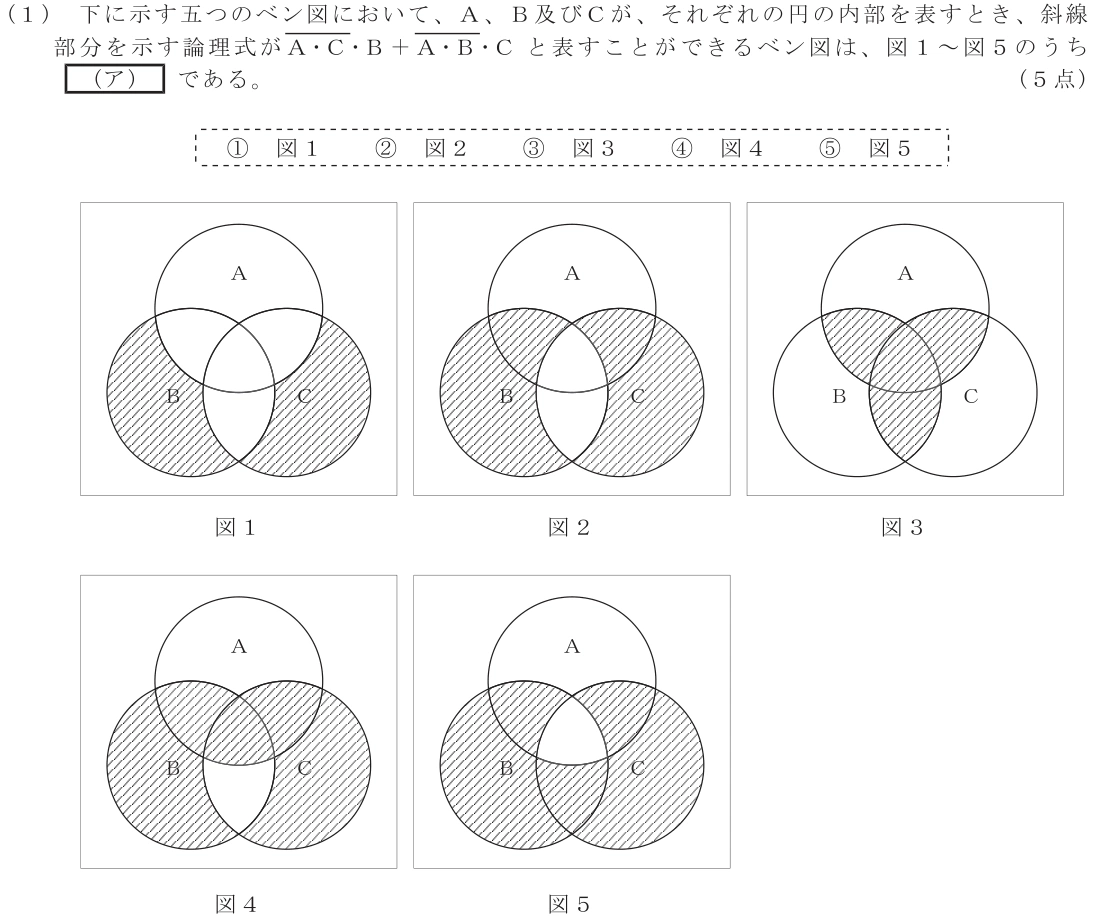 (1) 下に示す五つのベン図において、A、B及びCが、それぞれの円の内部を表すとき、斜線
部分を示す論理式が A̅・̅C̅・B + A̅・̅B̅・C と表すことができるベン図は、図1～図5のうち
(ア) である。 (5点)
① 図1 ② 図2 ③ 図3 ④ 図4 ⑤ 図5
A
B C
図1
A
B C
図2
A
B C
図3
A
B C
図4
A
B C
図5